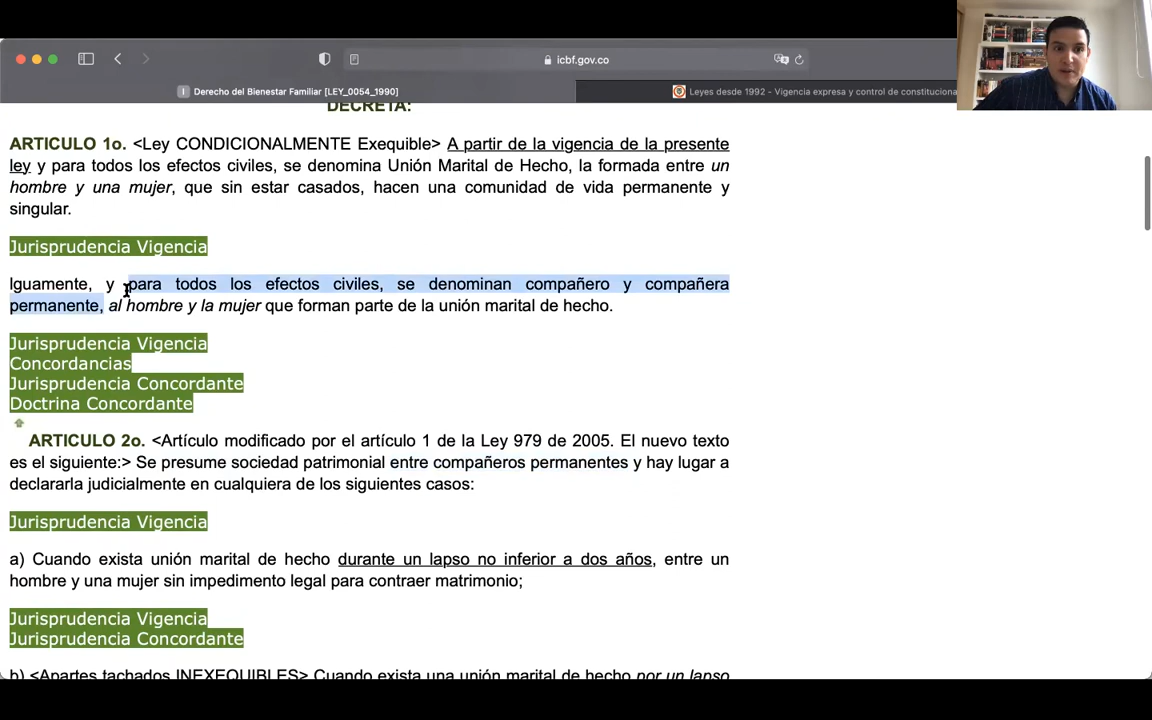 icbf.gov.co
Derecho del Bienestar Familiar [LEY_0054_1990]
Leyes desde 1992 - Vigencia expresa y control de constituciona
DECRETA:
ARTICULO 1o. <Ley CONDICIONALMENTE Exequible> A partir de la vigencia de la presente
ley y para todos los efectos civiles, se denomina Unión Marital de Hecho, la formada entre un
hombre y una mujer, que sin estar casados, hacen una comunidad de vida permanente y
singular.
Jurisprudencia Vigencia
Iguamente, y para todos los efectos civiles, se denominan compañero y compañera
permanente, al hombre y la mujer que forman parte de la unión marital de hecho.
Jurisprudencia Vigencia
Concordancias
Jurisprudencia Concordante
Doctrina Concordante
ARTICULO 2o. <Artículo modificado por el artículo 1 de la Ley 979 de 2005. El nuevo texto
es el siguiente:> Se presume sociedad patrimonial entre compañeros permanentes y hay lugar a
declararla judicialmente en cualquiera de los siguientes casos:
Jurisprudencia Vigencia
a) Cuando exista unión marital de hecho durante un lapso no inferior a dos años, entre un
hombre y una mujer sin impedimento legal para contraer matrimonio;
Jurisprudencia Vigencia
Jurisprudencia Concordante
b) <Apartes tachados INEXEQUIBLES> Cuando exista una unión marital de hecho por un lapso